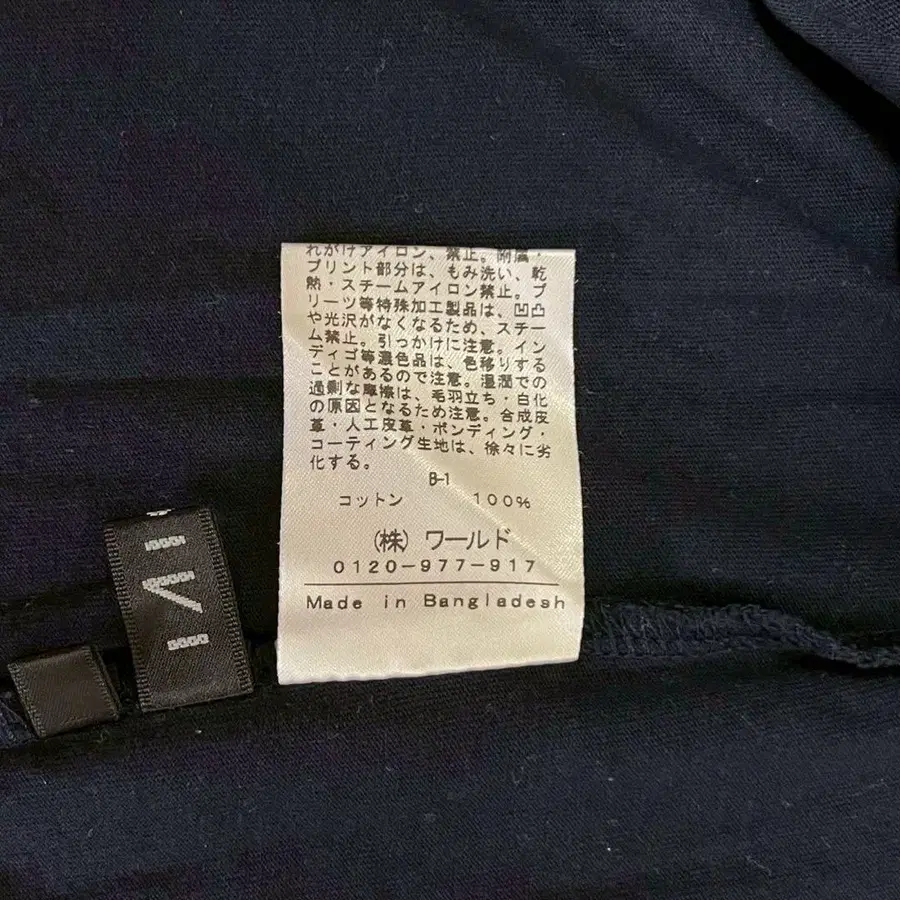 れがけアイロン、禁止。附属・
プリント部分は、もみ洗い、乾
熱・スチームアイロン禁止。プ
リーツ等特殊加工製品は、凹凸
や光沢がなくなるため、スチー
ム禁止。引っかけに注意。イン
ディゴ等濃色品は、色移りする
ことがあるので注意。湿潤での
過剰な摩擦は、毛羽立ち・白化
の原因となるため注意。合成皮
革・人工皮革・ボンディング・
コーティング生地は、徐々に劣
化する。
B-1
コットン 100%
(株)ワールド
0120-977-917
Made in Bangladesh